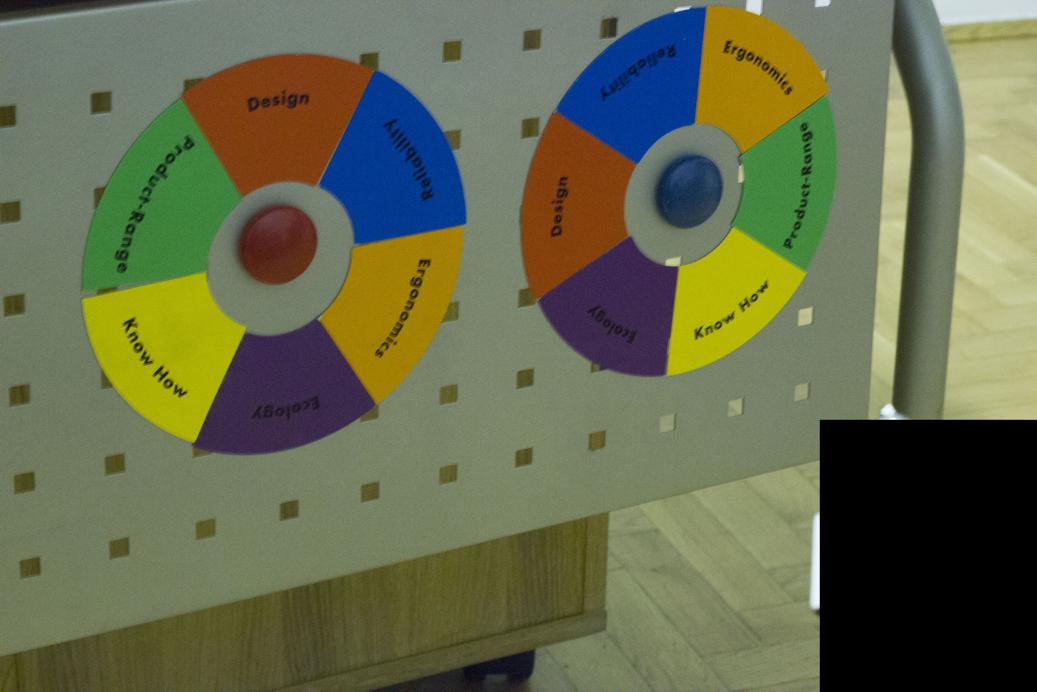 Design
Reliability
Ergonomics
Ecology
Know How
Product-Range
Reliability
Ergonomics
Product-Range
Know How
Ecology
Design